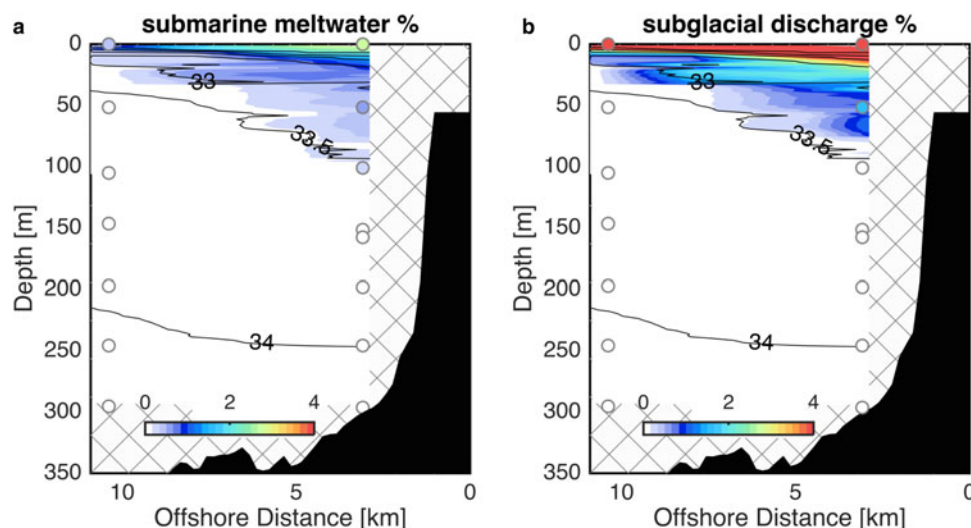 a submarine meltwater %
0
50
100
150
200
250
300
350
Depth [m]
33
33.5
34
0 2 4
10 5 0
Offshore Distance [km]
b subglacial discharge %
0
50
100
150
200
250
300
350
Depth [m]
33
33.5
34
0 2 4
10 5 0
Offshore Distance [km]